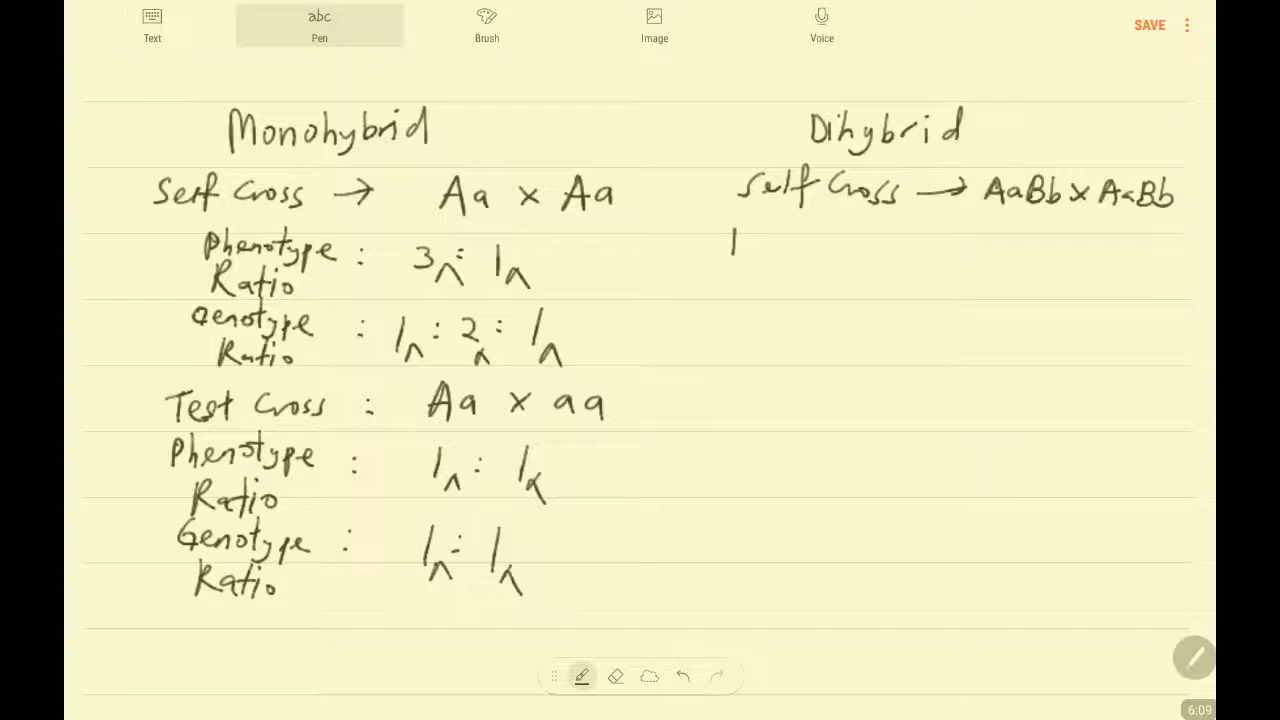 Text
abc
Pen
Brush
Image
Voice
SAVE
Monohybrid
Self Cross → Aa × Aa
Phenotype Ratio : 3 : 1
Genotype Ratio : 1 : 2 : 1
Test Cross : Aa × aa
Phenotype Ratio : 1 : 1
Genotype Ratio : 1 : 1
Dihybrid
Self Cross → AaBb × AaBb
6:09